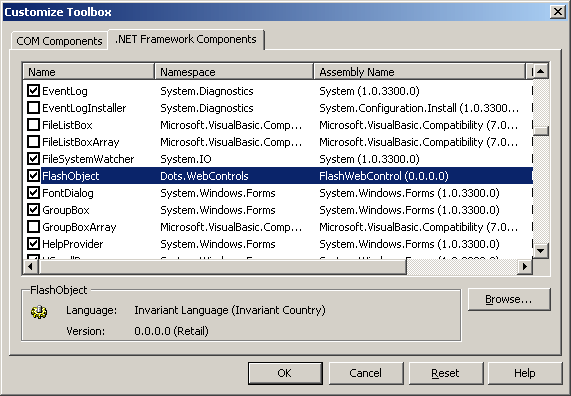 Customize Toolbox
COM Components .NET Framework Components
Name Namespace Assembly Name
EventLog System.Diagnostics System (1.0.3300.0)
EventLogInstaller System.Diagnostics System.Configuration.Install (1.0.3300...
FileListBox Microsoft.VisualBasic.Comp... Microsoft.VisualBasic.Compatibility (7.0...
FileListBoxArray Microsoft.VisualBasic.Comp... Microsoft.VisualBasic.Compatibility (7.0...
FileSystemWatcher System.IO System (1.0.3300.0)
FlashObject Dots.WebControls FlashWebControl (0.0.0.0)
FontDialog System.Windows.Forms System.Windows.Forms (1.0.3300.0)
GroupBox System.Windows.Forms System.Windows.Forms (1.0.3300.0)
GroupBoxArray Microsoft.VisualBasic.Comp... Microsoft.VisualBasic.Compatibility (7.0...
HelpProvider System.Windows.Forms System.Windows.Forms (1.0.3300.0)
FlashObject
Browse...
Language: Invariant Language (Invariant Country)
Version: 0.0.0.0 (Retail)
OK Cancel Reset Help